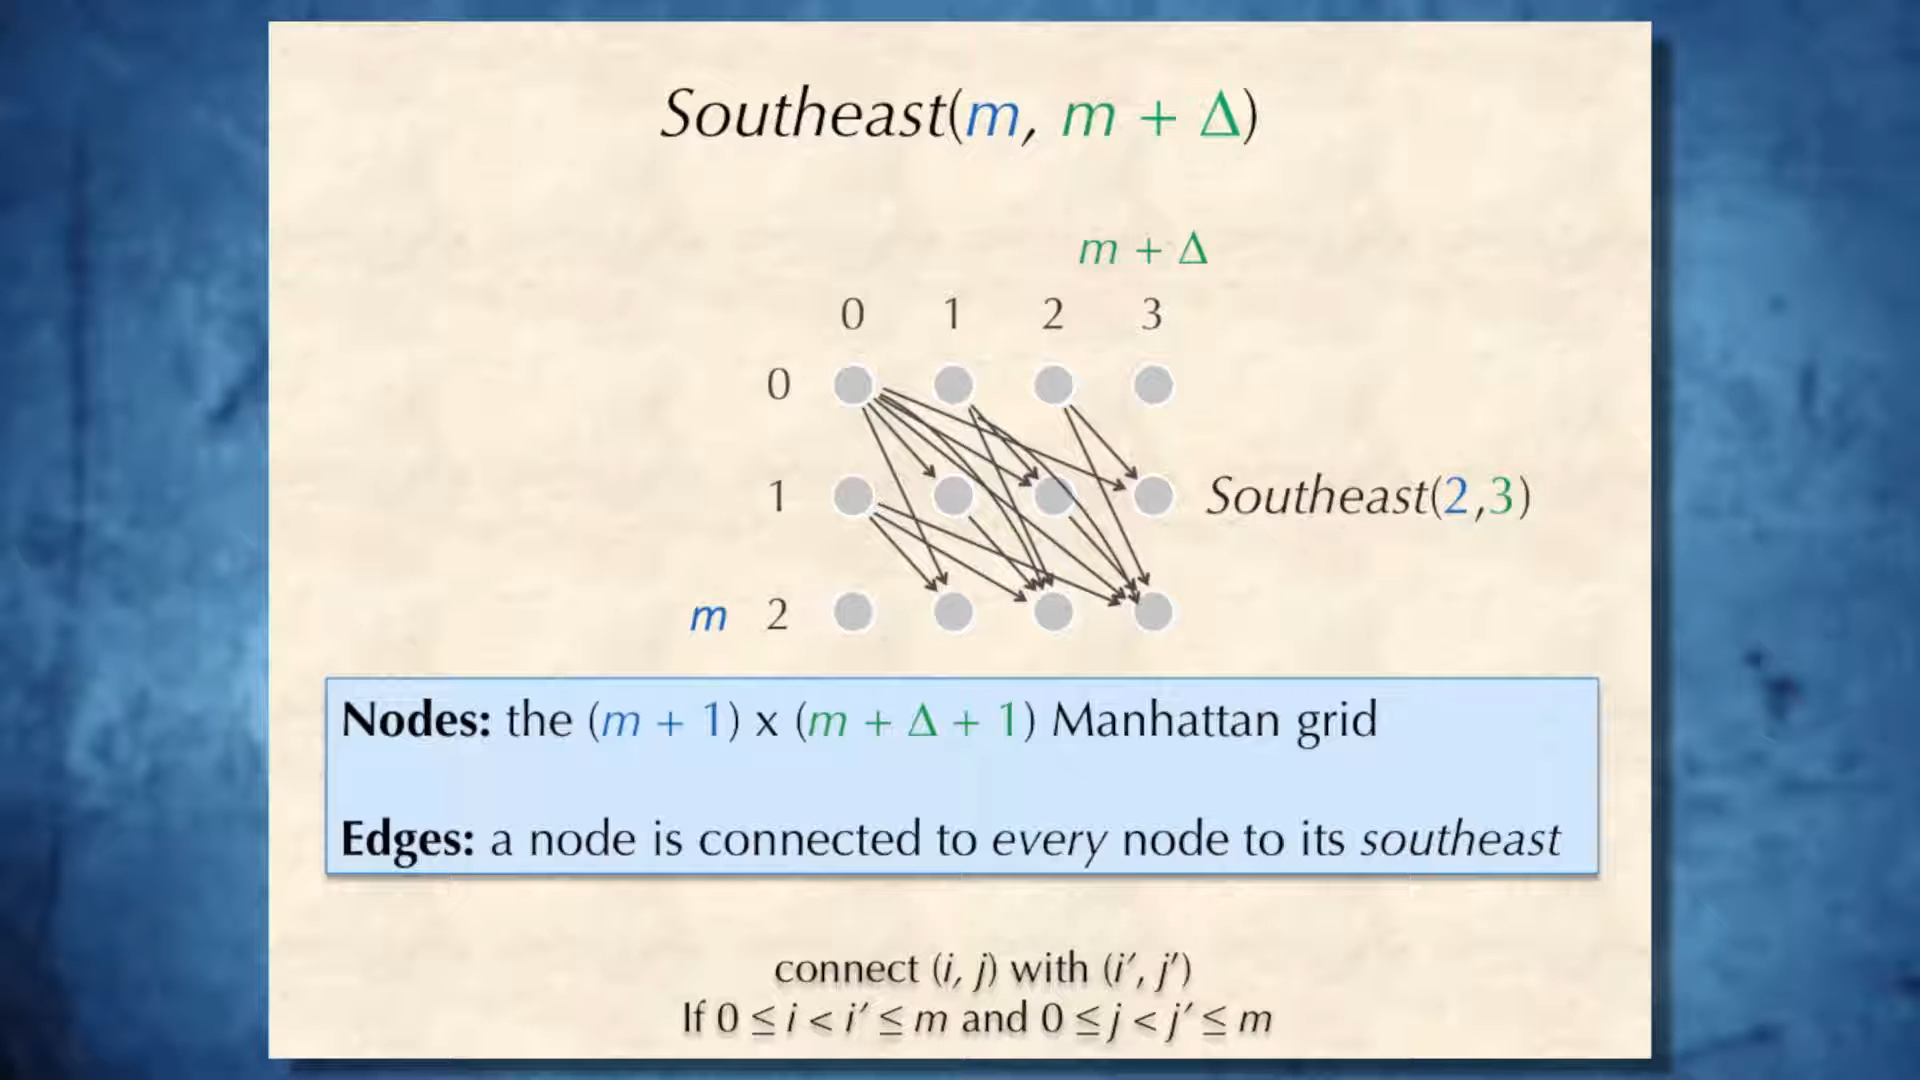 Southeast(m, m + Δ)
m + Δ
0 1 2 3
0
1 Southeast(2,3)
m 2
Nodes: the (m + 1) x (m + Δ + 1) Manhattan grid
Edges: a node is connected to every node to its southeast
connect (i, j) with (i′, j′)
If 0 ≤ i < i′ ≤ m and 0 ≤ j < j′ ≤ m